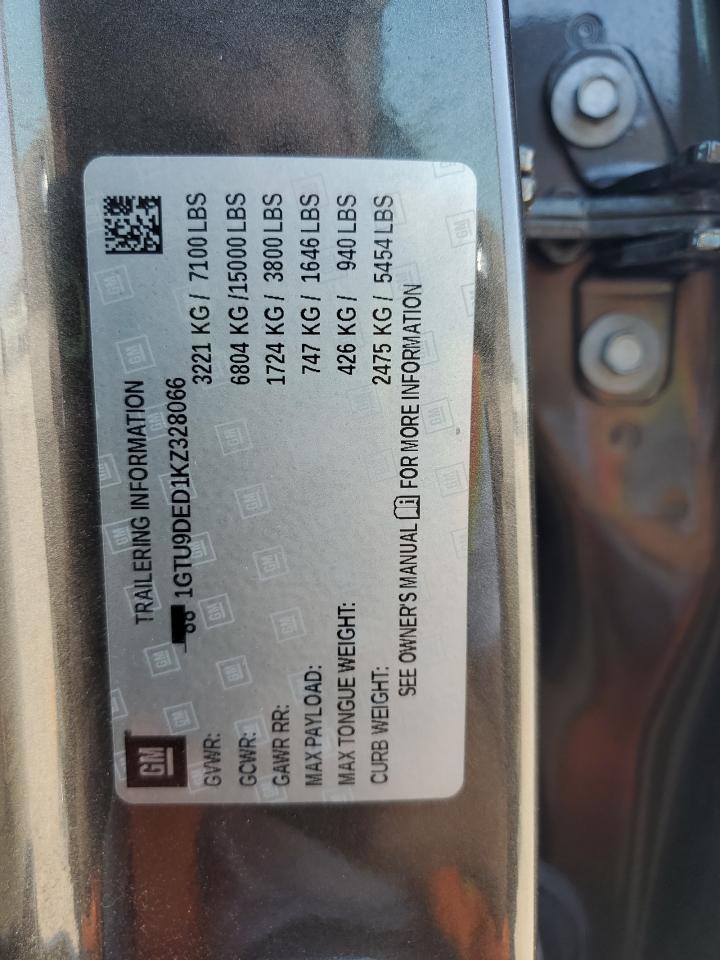 GM
TRAILERING INFORMATION
1GTU9DED1KZ328066
GVWR: 3221 KG / 7100 LBS
GCWR: 6804 KG /15000 LBS
GAWR RR: 1724 KG / 3800 LBS
MAX PAYLOAD: 747 KG / 1646 LBS
MAX TONGUE WEIGHT: 426 KG / 940 LBS
CURB WEIGHT: 2475 KG / 5454 LBS
SEE OWNER'S MANUAL FOR MORE INFORMATION